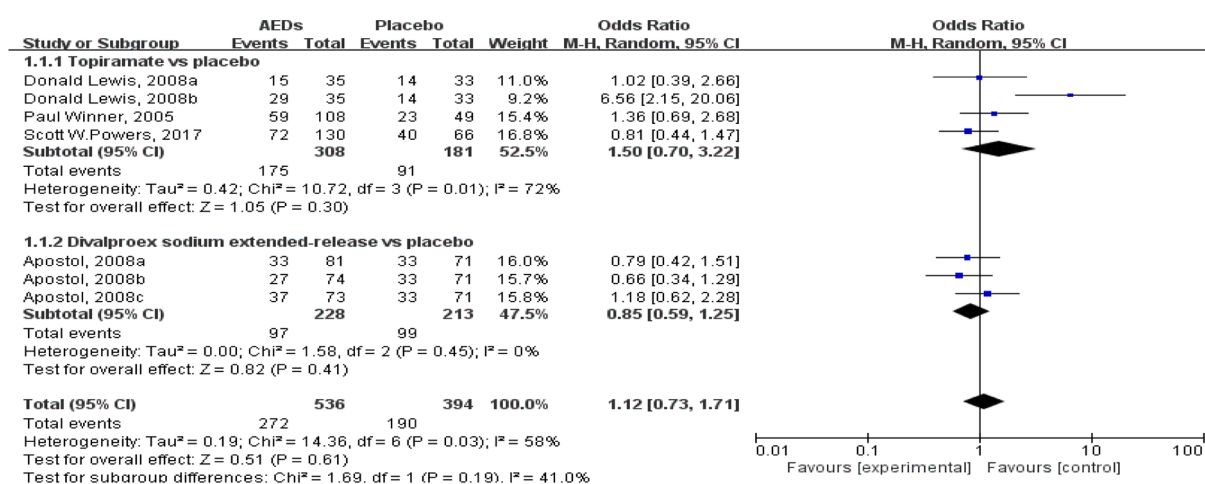 AEDs Placebo Odds Ratio Odds Ratio
Study or Subgroup Events Total Events Total Weight M-H, Random, 95% CI M-H, Random, 95% CI
1.1.1 Topiramate vs placebo
Donald Lewis, 2008a 15 35 14 33 11.0% 1.02 [0.39, 2.66]
Donald Lewis, 2008b 29 35 14 33 9.2% 6.56 [2.15, 20.06]
Paul Winner, 2005 59 108 23 49 15.4% 1.36 [0.69, 2.68]
Scott W.Powers, 2017 72 130 40 66 16.8% 0.81 [0.44, 1.47]
Subtotal (95% CI) 308 181 52.5% 1.50 [0.70, 3.22]
Total events 175 91
Heterogeneity: Tau² = 0.42; Chi² = 10.72, df = 3 (P = 0.01); I² = 72%
Test for overall effect: Z = 1.05 (P = 0.30)
1.1.2 Divalproex sodium extended-release vs placebo
Apostol, 2008a 33 81 33 71 16.0% 0.79 [0.42, 1.51]
Apostol, 2008b 27 74 33 71 15.7% 0.66 [0.34, 1.29]
Apostol, 2008c 37 73 33 71 15.8% 1.18 [0.62, 2.28]
Subtotal (95% CI) 228 213 47.5% 0.85 [0.59, 1.25]
Total events 97 99
Heterogeneity: Tau² = 0.00; Chi² = 1.58, df = 2 (P = 0.45); I² = 0%
Test for overall effect: Z = 0.82 (P = 0.41)
Total (95% CI) 536 394 100.0% 1.12 [0.73, 1.71]
Total events 272 190
Heterogeneity: Tau² = 0.19; Chi² = 14.36, df = 6 (P = 0.03); I² = 58%
Test for overall effect: Z = 0.51 (P = 0.61)
Test for subgroup differences: Chi² = 1.69, df = 1 (P = 0.19), I² = 41.0%
0.01 0.1 1 10 100
Favours [experimental] Favours [control]